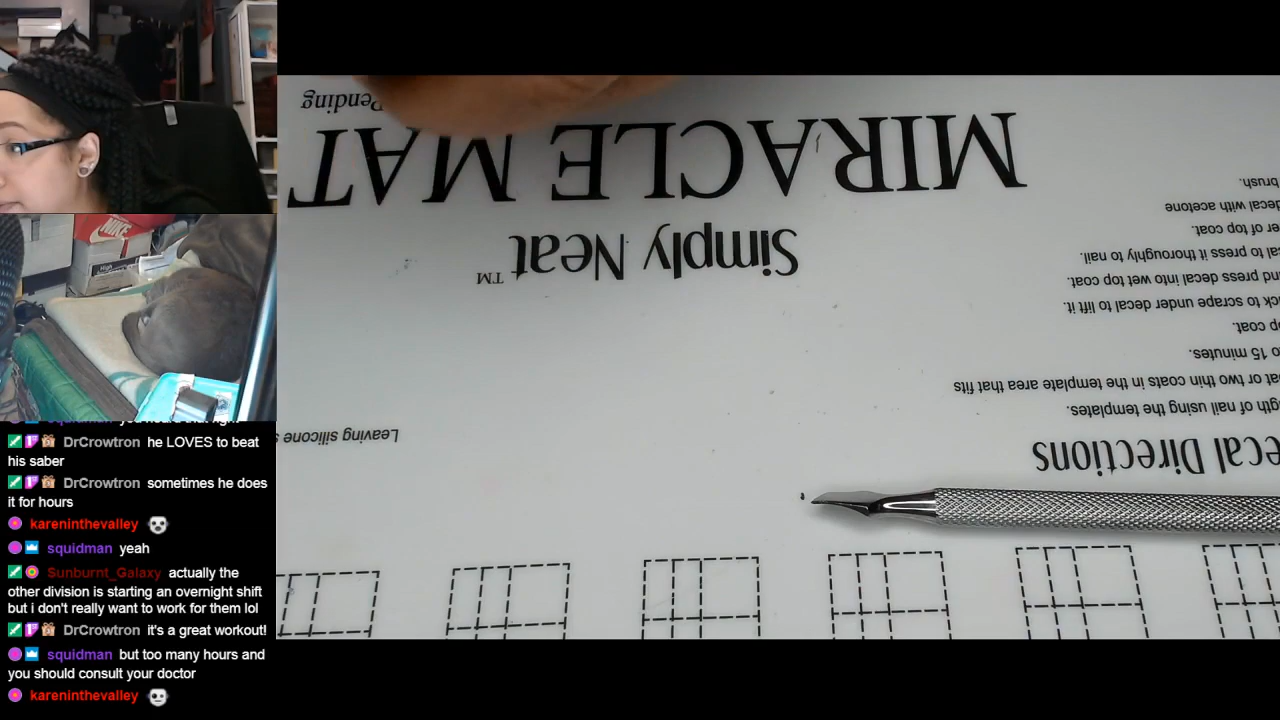 Pending
MIRACLE MAT
Simply Neat™
brush.
decal with acetone
er of top coat.
al to press it thoroughly to nail.
nd press decal into wet top coat.
ck to scrape under decal to lift it.
op coat.
to 15 minutes.
oat or two thin coats in the template area that fits
gth of nail using the templates.
ecal Directions
Leaving silicone s
NIKE
DrCrowtron he LOVES to beat
his saber
DrCrowtron sometimes he does
it for hours
kareninthevalley
squidman yeah
Sunburnt_Galaxy actually the
other division is starting an overnight shift
but i don't really want to work for them lol
DrCrowtron it's a great workout!
squidman but too many hours and
you should consult your doctor
kareninthevalley